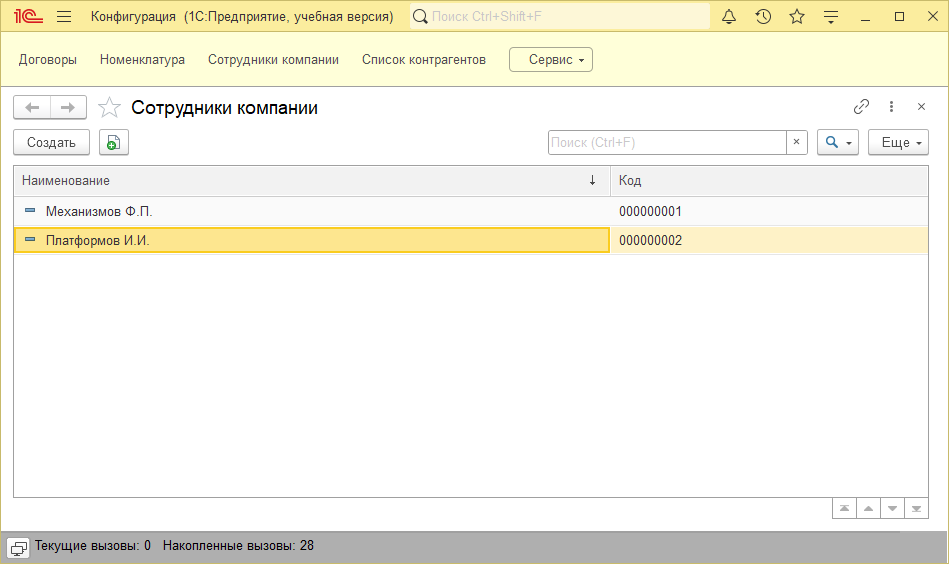 1С Конфигурация (1С:Предприятие, учебная версия) Поиск Ctrl+Shift+F
Договоры Номенклатура Сотрудники компании Список контрагентов Сервис
Сотрудники компании
Создать Поиск (Ctrl+F) × Еще
Наименование ↓ Код
Механизмов Ф.П. 000000001
Платформов И.И. 000000002
Текущие вызовы: 0 Накопленные вызовы: 28